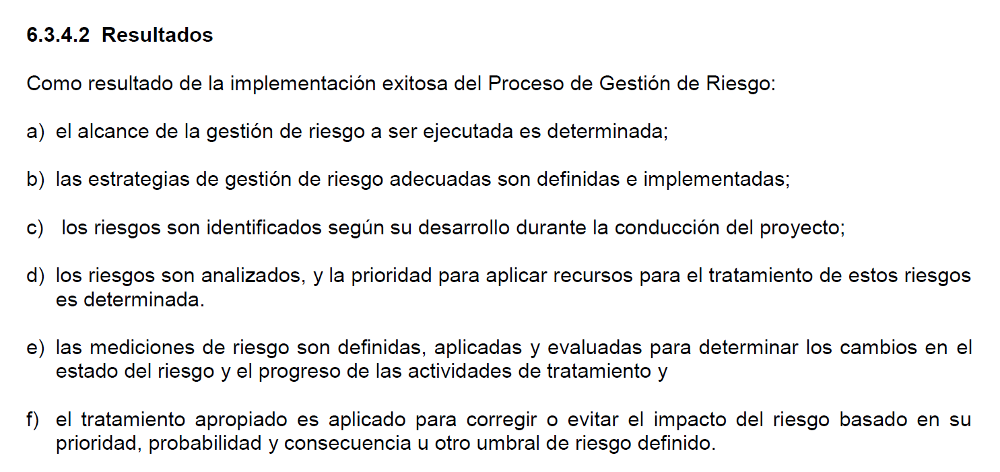 6.3.4.2 Resultados
Como resultado de la implementación exitosa del Proceso de Gestión de Riesgo:
a) el alcance de la gestión de riesgo a ser ejecutada es determinada;
b) las estrategias de gestión de riesgo adecuadas son definidas e implementadas;
c) los riesgos son identificados según su desarrollo durante la conducción del proyecto;
d) los riesgos son analizados, y la prioridad para aplicar recursos para el tratamiento de estos riesgos
es determinada.
e) las mediciones de riesgo son definidas, aplicadas y evaluadas para determinar los cambios en el
estado del riesgo y el progreso de las actividades de tratamiento y
f) el tratamiento apropiado es aplicado para corregir o evitar el impacto del riesgo basado en su
prioridad, probabilidad y consecuencia u otro umbral de riesgo definido.